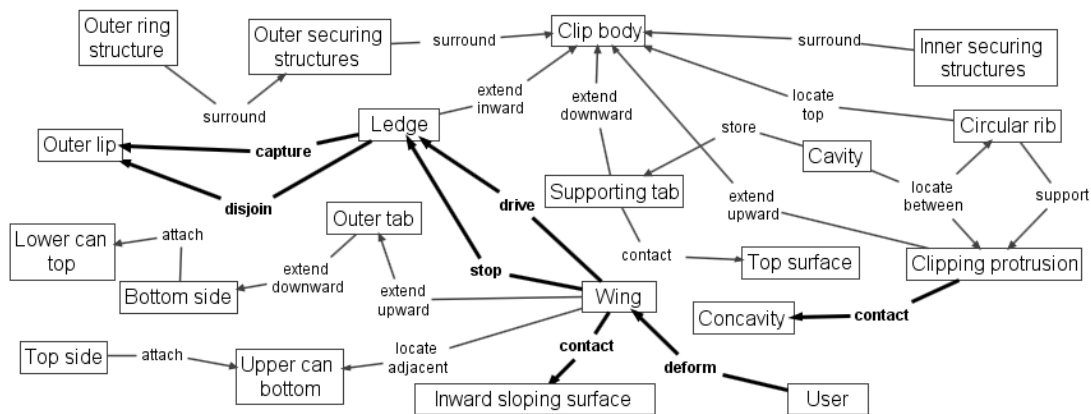 Outer ring
structure
Outer securing
structures
surround
Clip body
surround
Inner securing
structures
surround
extend
inward
extend
downward
locate
top
Ledge
Outer lip
capture
store
Circular rib
Cavity
disjoin
Supporting tab
drive
extend
upward
locate
between
support
Outer tab
Lower can
top
attach
stop
contact
Top surface
Clipping protrusion
extend
downward
Bottom side
extend
upward
Wing
Concavity
contact
Top side
attach
Upper can
bottom
locate
adjacent
contact
deform
Inward sloping surface
User